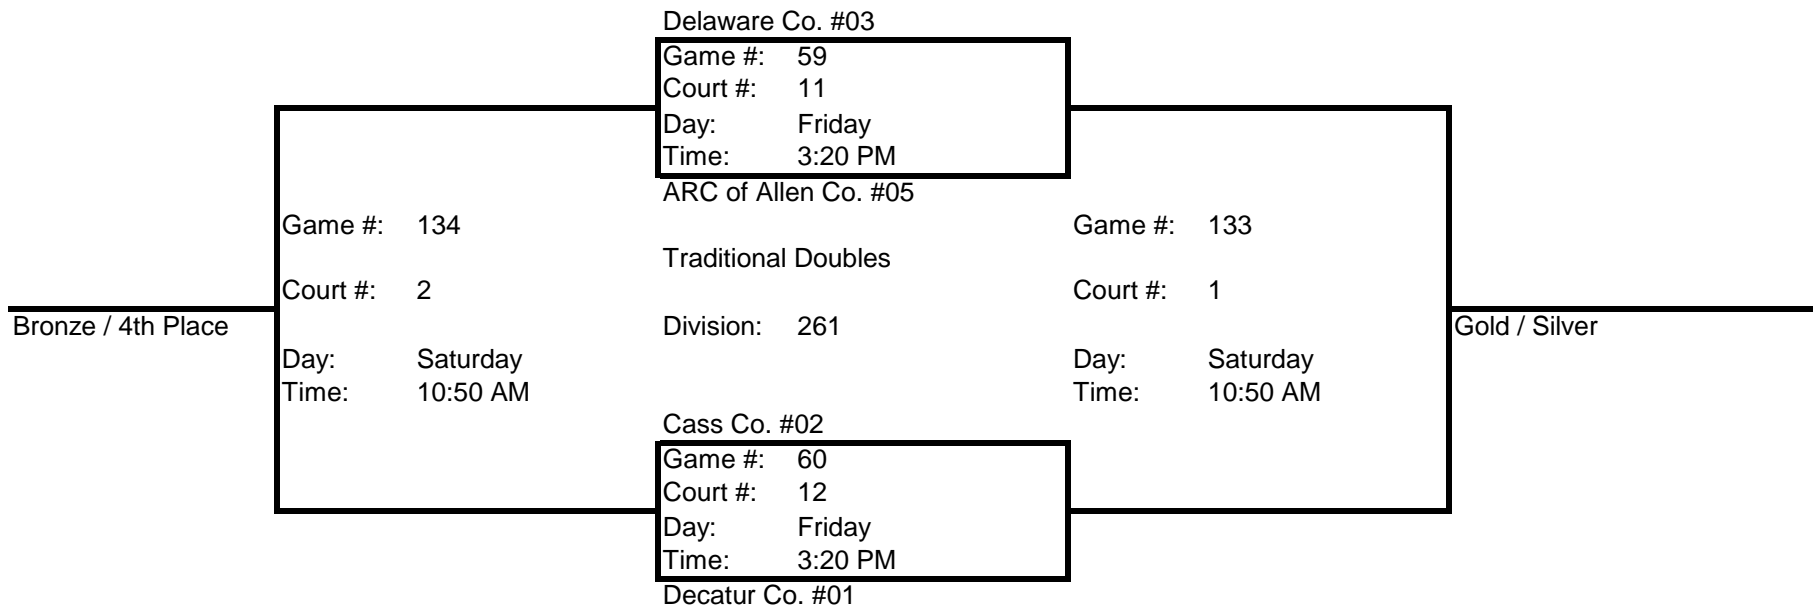 Delaware Co. #03
Game #: 59
Court #: 11
Day: Friday
Time: 3:20 PM
ARC of Allen Co. #05
Game #: 134
Court #: 2
Bronze / 4th Place
Day: Saturday
Time: 10:50 AM
Traditional Doubles
Division: 261
Game #: 133
Court #: 1
Gold / Silver
Day: Saturday
Time: 10:50 AM
Cass Co. #02
Game #: 60
Court #: 12
Day: Friday
Time: 3:20 PM
Decatur Co. #01